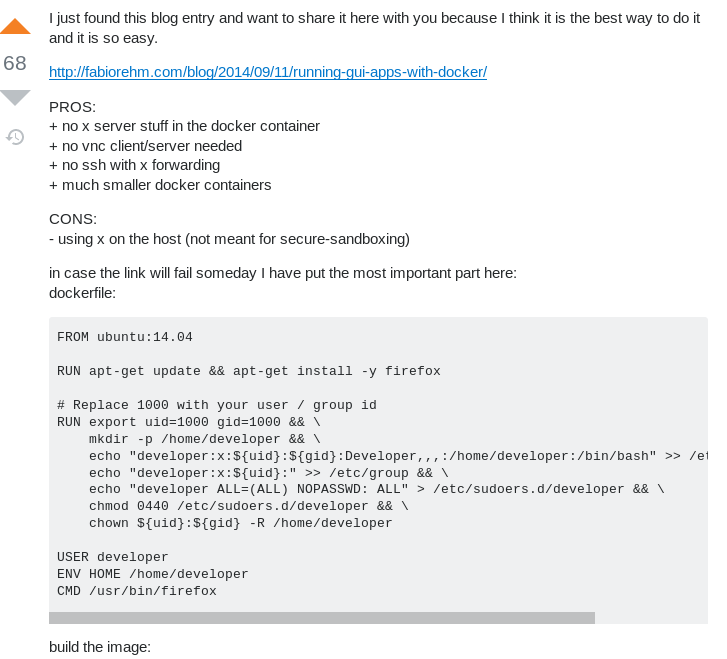 I just found this blog entry and want to share it here with you because I think it is the best way to do it
and it is so easy.
68
http://fabiorehm.com/blog/2014/09/11/running-gui-apps-with-docker/
PROS:
+ no x server stuff in the docker container
+ no vnc client/server needed
+ no ssh with x forwarding
+ much smaller docker containers
CONS:
- using x on the host (not meant for secure-sandboxing)
in case the link will fail someday I have put the most important part here:
dockerfile:
FROM ubuntu:14.04
RUN apt-get update && apt-get install -y firefox
# Replace 1000 with your user / group id
RUN export uid=1000 gid=1000 && \
    mkdir -p /home/developer && \
    echo "developer:x:${uid}:${gid}:Developer,,,:/home/developer:/bin/bash" >> /et
    echo "developer:x:${uid}:" >> /etc/group && \
    echo "developer ALL=(ALL) NOPASSWD: ALL" > /etc/sudoers.d/developer && \
    chmod 0440 /etc/sudoers.d/developer && \
    chown ${uid}:${gid} -R /home/developer
USER developer
ENV HOME /home/developer
CMD /usr/bin/firefox
build the image: